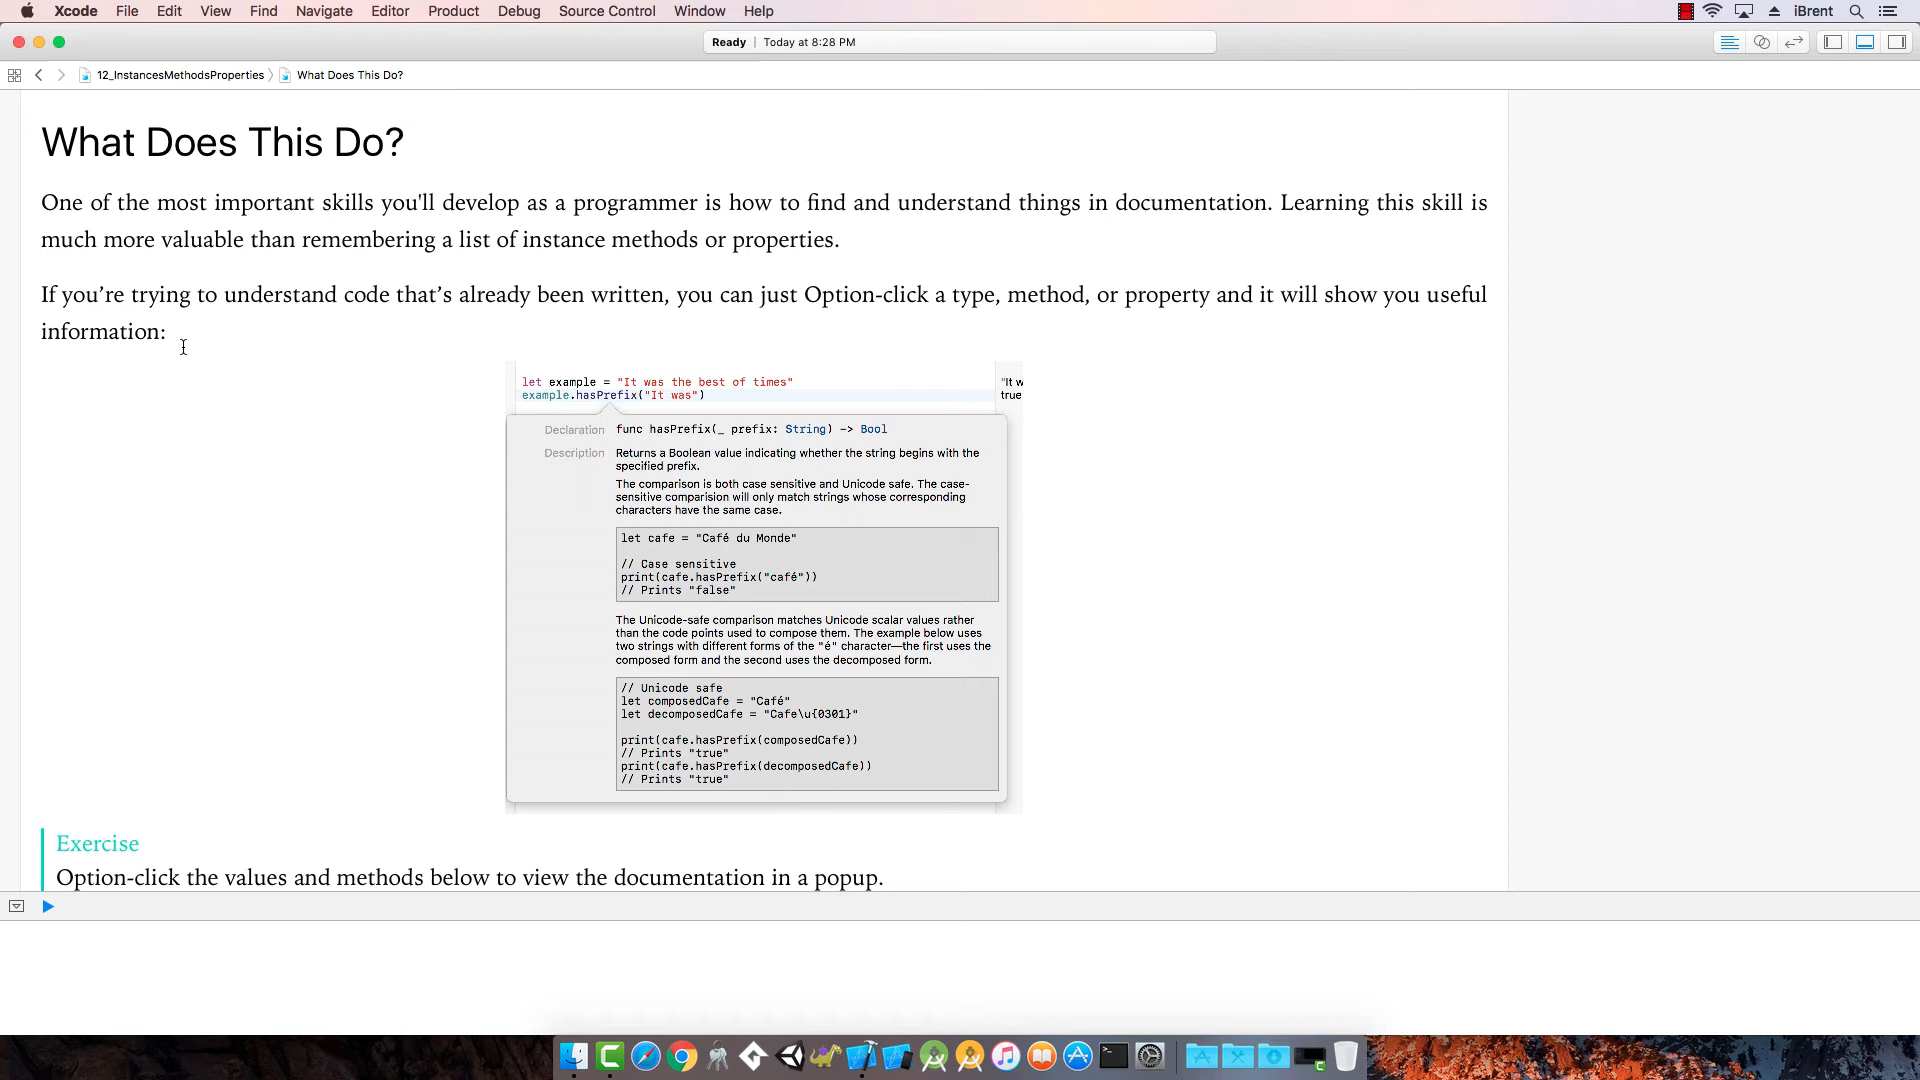 Xcode File Edit View Find Navigate Editor Product Debug Source Control Window Help iBrent
Ready | Today at 8:28 PM
12_InstancesMethodsProperties What Does This Do?
What Does This Do?
One of the most important skills you'll develop as a programmer is how to find and understand things in documentation. Learning this skill is
much more valuable than remembering a list of instance methods or properties.
If you’re trying to understand code that’s already been written, you can just Option-click a type, method, or property and it will show you useful
information:
let example = "It was the best of times" "It w
example.hasPrefix("It was") true
Declaration func hasPrefix(_ prefix: String) -> Bool
Description Returns a Boolean value indicating whether the string begins with the
specified prefix.
The comparison is both case sensitive and Unicode safe. The case-
sensitive comparision will only match strings whose corresponding
characters have the same case.
let cafe = "Café du Monde"
// Case sensitive
print(cafe.hasPrefix("café"))
// Prints "false"
The Unicode-safe comparison matches Unicode scalar values rather
than the code points used to compose them. The example below uses
two strings with different forms of the "é" character—the first uses the
composed form and the second uses the decomposed form.
// Unicode safe
let composedCafe = "Café"
let decomposedCafe = "Cafe\u{0301}"
print(cafe.hasPrefix(composedCafe))
// Prints "true"
print(cafe.hasPrefix(decomposedCafe))
// Prints "true"
Exercise
Option-click the values and methods below to view the documentation in a popup.